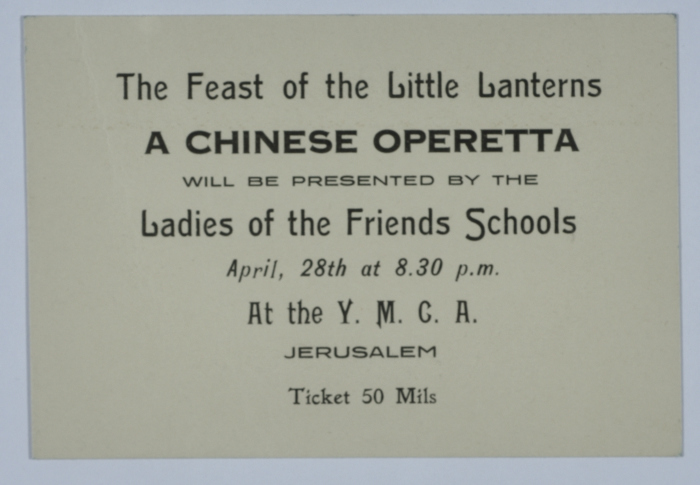 The Feast of the Little Lanterns
A CHINESE OPERETTA
WILL BE PRESENTED BY THE
Ladies of the Friends Schools
April, 28th at 8.30 p.m.
At the Y. M. C. A.
JERUSALEM
Ticket 50 Mils